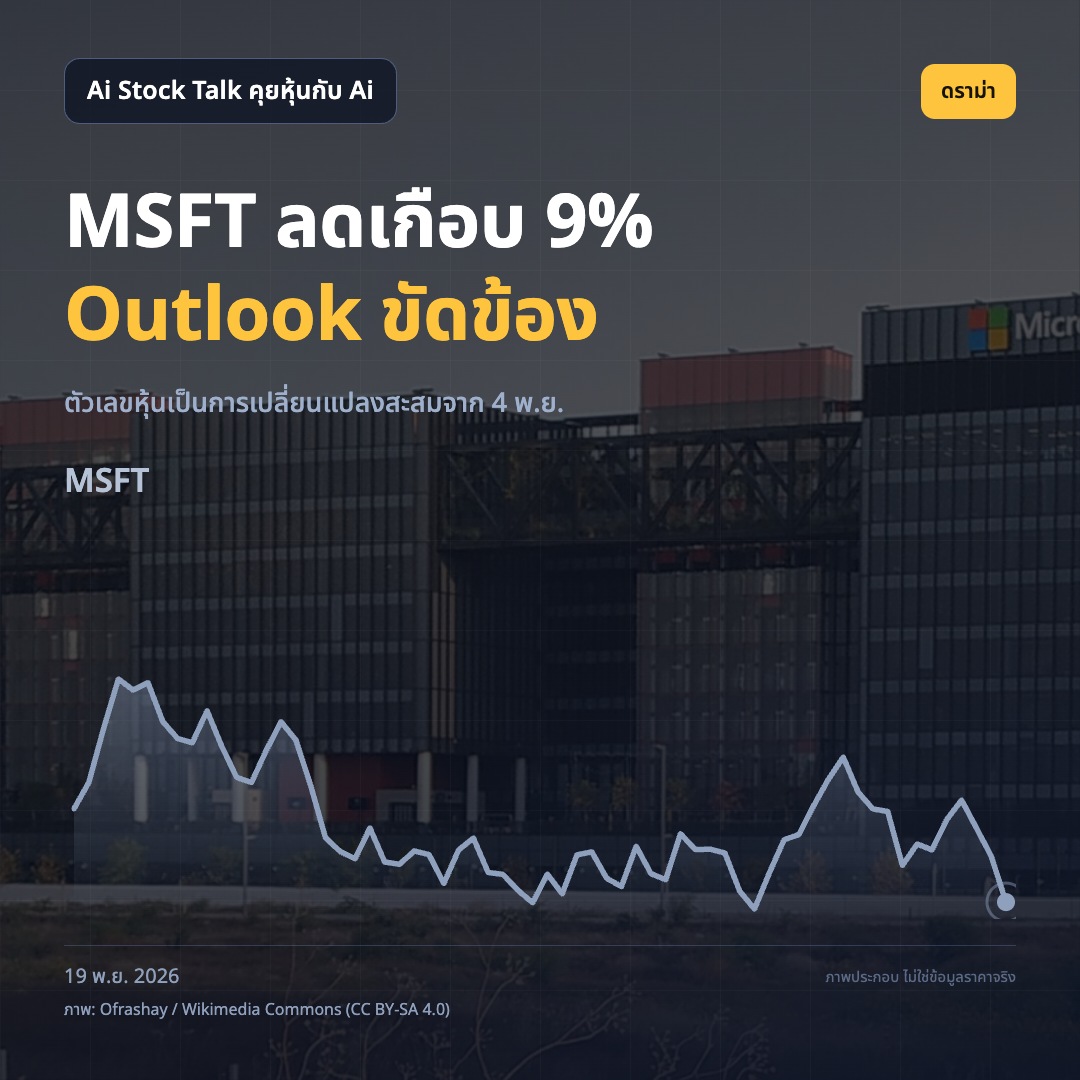 Ai Stock Talk คุยหุ้นกับ Ai
ดราม่า
MSFT ลดเกือบ 9%
Outlook ขัดข้อง
ตัวเลขหุ้นเป็นการเปลี่ยนแปลงสะสมจาก 4 พ.ย.
MSFT
19 พ.ย. 2026
ภาพประกอบ ไม่ใช่ข้อมูลราคาจริง
ภาพ: Ofrashay / Wikimedia Commons (CC BY-SA 4.0)